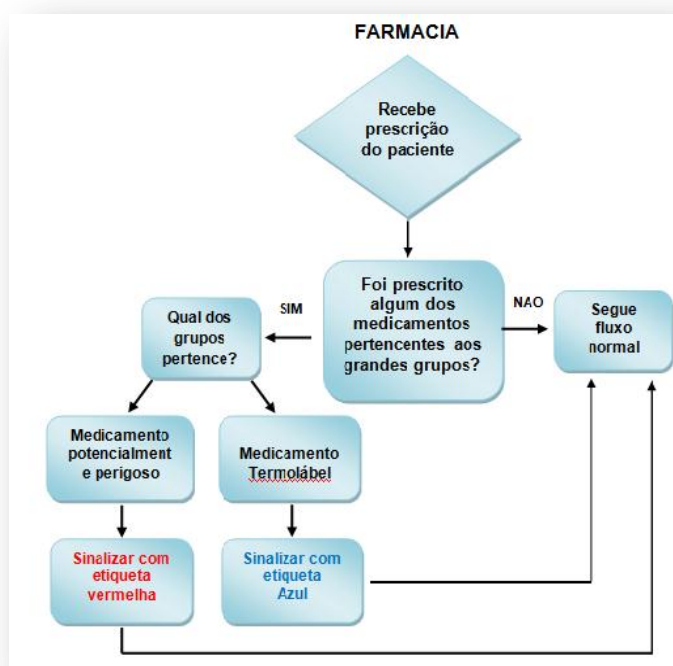 FARMACIA
Recebe
prescrição
do paciente
Foi prescrito
algum dos
medicamentos
pertencentes aos
grandes grupos?
SIM
NAO
Segue
fluxo
normal
Qual dos
grupos
pertence?
Medicamento
potencialment
e perigoso
Medicamento
Termolábel
Sinalizar com
etiqueta
vermelha
Sinalizar com
etiqueta
Azul